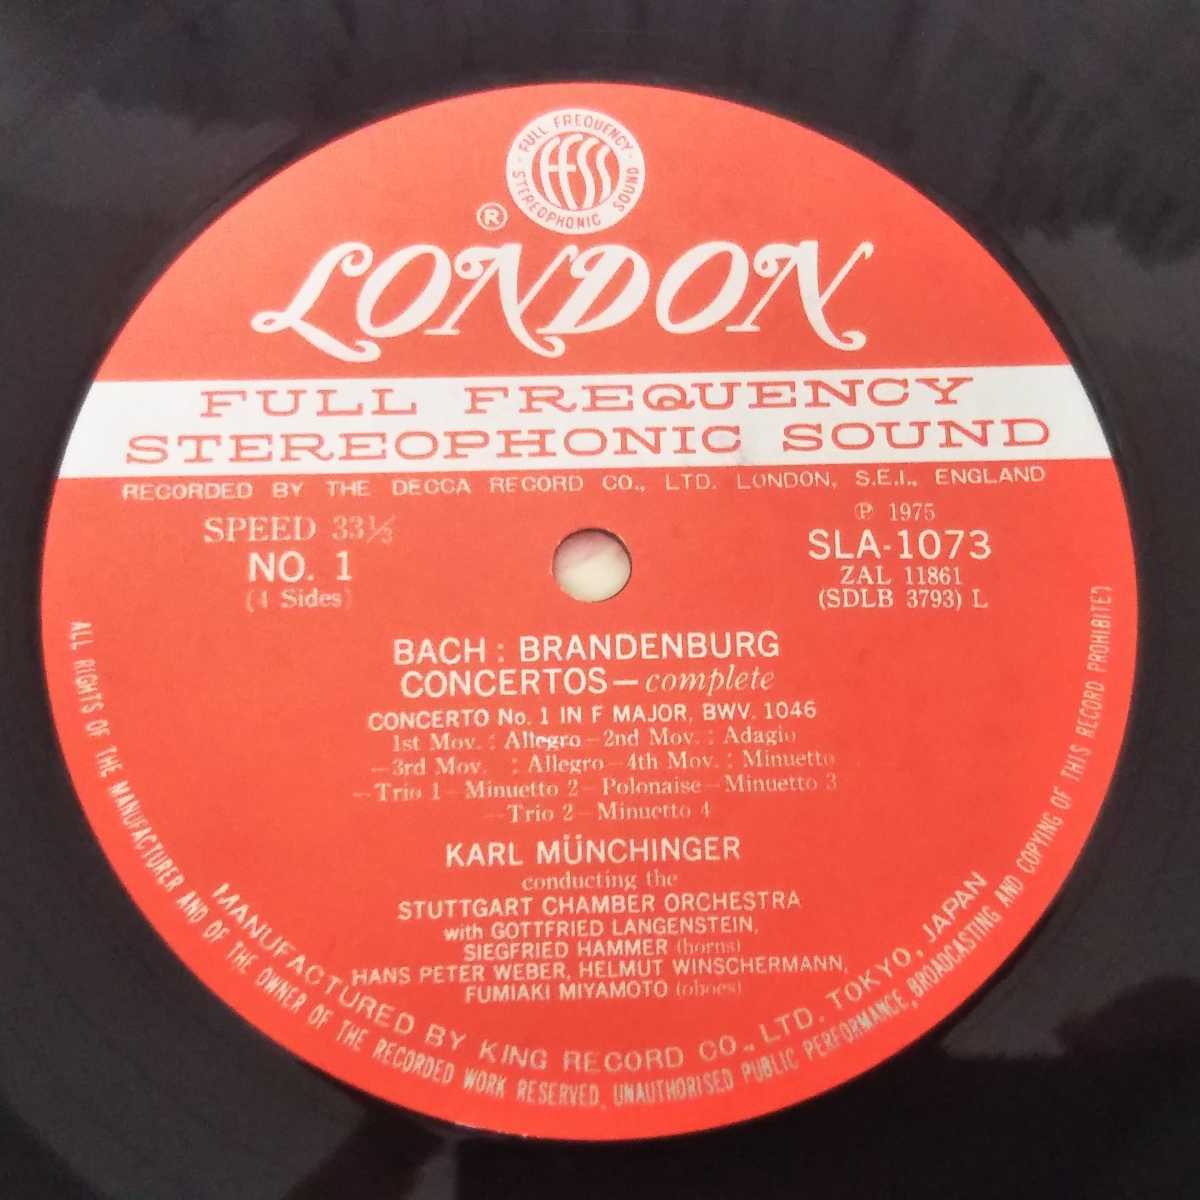 FULL FREQUENCY
ffss
STEREOPHONIC SOUND
®
LONDON
FULL FREQUENCY
STEREOPHONIC SOUND
RECORDED BY THE DECCA RECORD CO., LTD. LONDON, S.E.I., ENGLAND
SPEED 33⅓
NO. 1
(4 Sides)
℗ 1975
SLA-1073
ZAL 11861
(SDLB 3793) L
BACH : BRANDENBURG
CONCERTOS — complete
CONCERTO No. 1 IN F MAJOR, BWV. 1046
1st Mov. : Allegro — 2nd Mov. : Adagio
— 3rd Mov. : Allegro — 4th Mov. : Minuetto
— Trio 1 — Minuetto 2 — Polonaise — Minuetto 3
— Trio 2 — Minuetto 4
KARL MÜNCHINGER
conducting the
STUTTGART CHAMBER ORCHESTRA
with GOTTFRIED LANGENSTEIN,
SIEGFRIED HAMMER (horns)
HANS PETER WEBER, HELMUT WINSCHERMANN,
FUMIAKI MIYAMOTO (oboes)
MANUFACTURED BY KING RECORD CO., LTD. TOKYO, JAPAN
ALL RIGHTS OF THE MANUFACTURER AND OF THE OWNER OF THE RECORDED WORK RESERVED. UNAUTHORISED PUBLIC PERFORMANCE, BROADCASTING AND COPYING OF THIS RECORD PROHIBITED